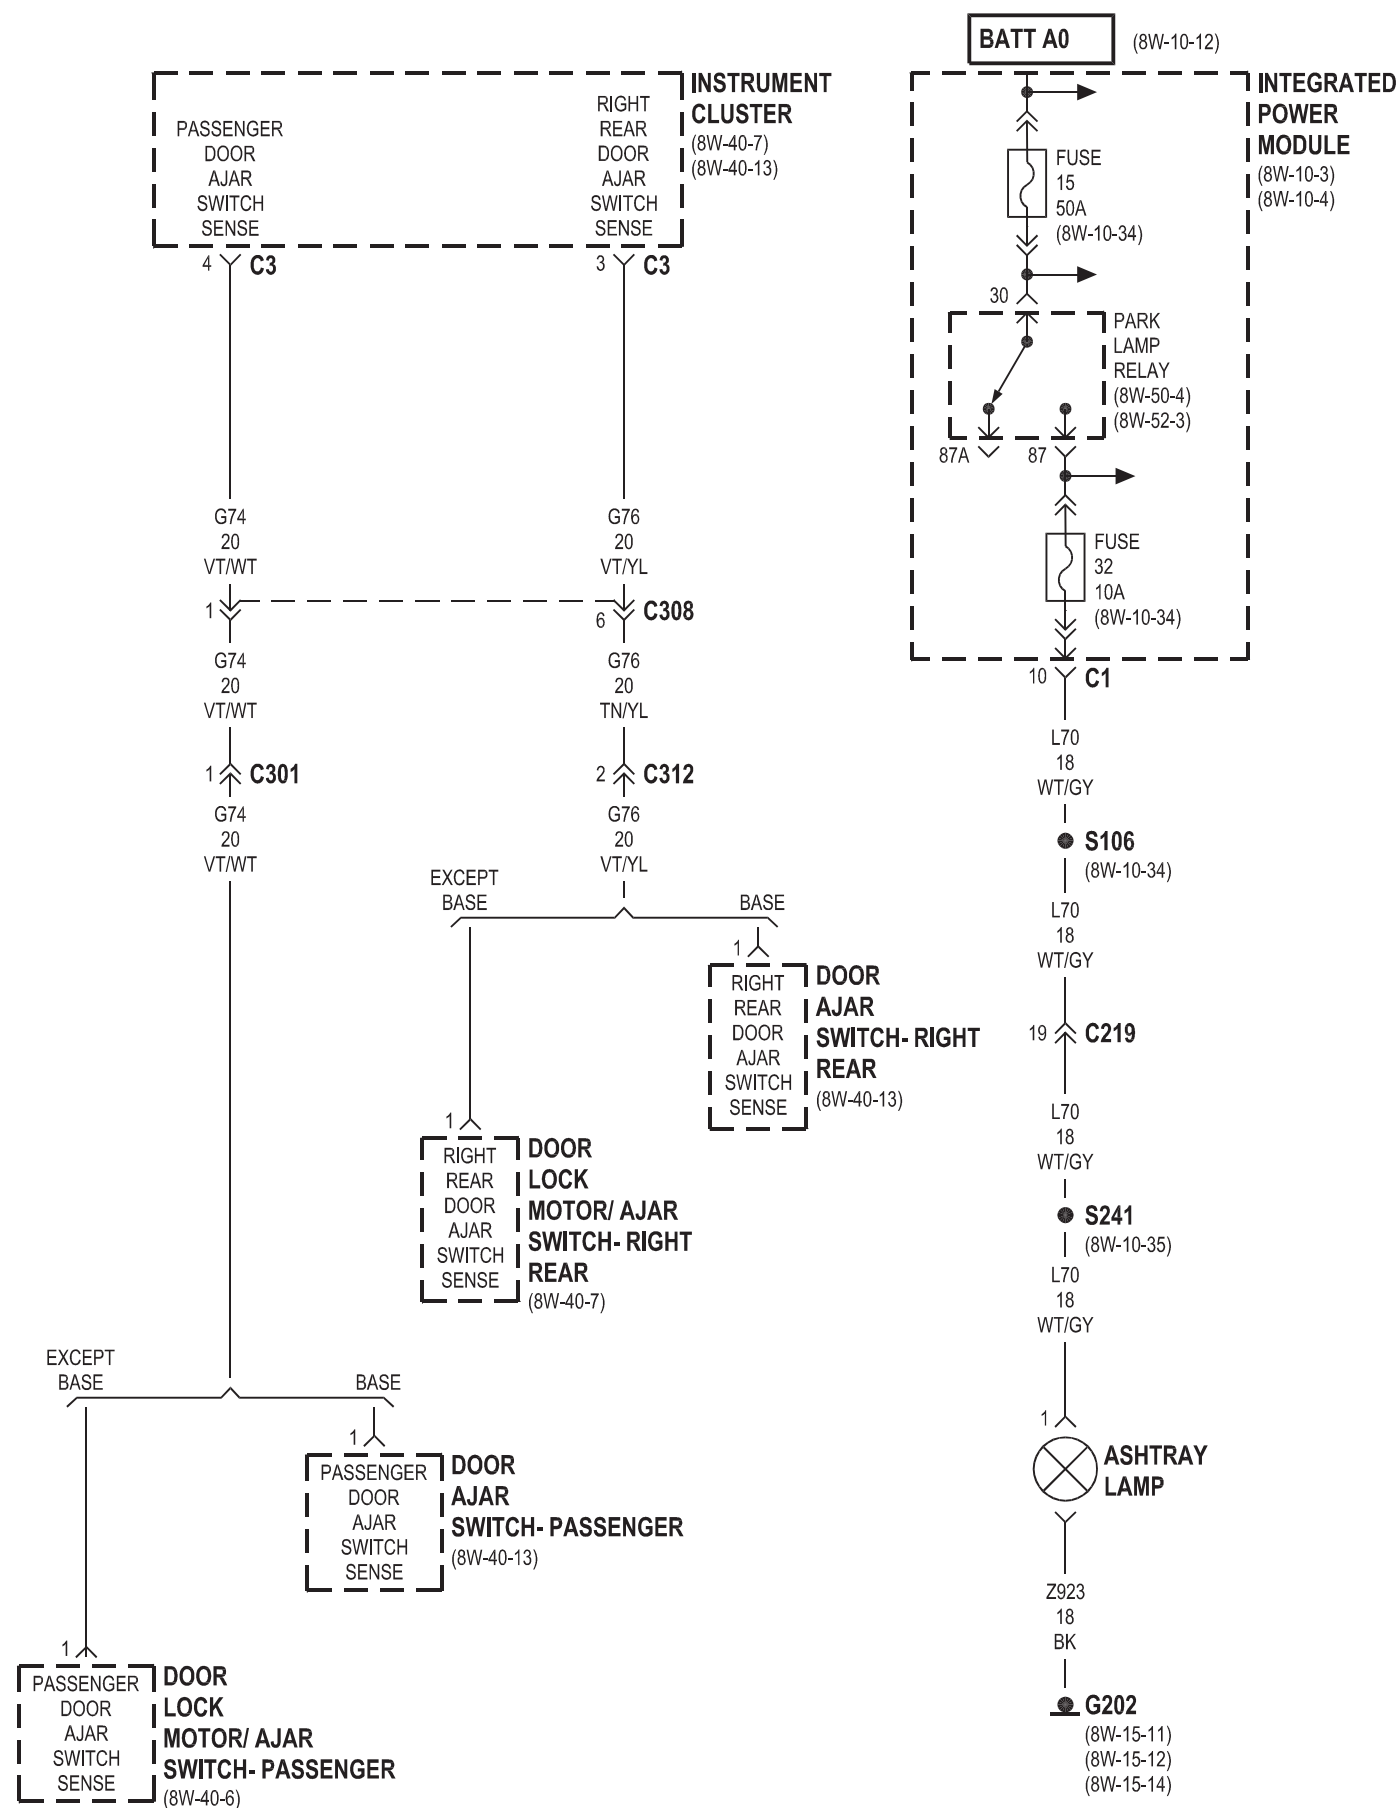 BATT A0
(8W-10-12)
INSTRUMENT
CLUSTER
(8W-40-7)
(8W-40-13)
PASSENGER
DOOR
AJAR
SWITCH
SENSE
RIGHT
REAR
DOOR
AJAR
SWITCH
SENSE
4
C3
3
C3
G74
20
VT/WT
G76
20
VT/YL
1
6
C308
G74
20
VT/WT
G76
20
TN/YL
1
C301
2
C312
G74
20
VT/WT
G76
20
VT/YL
EXCEPT
BASE
BASE
1
RIGHT
REAR
DOOR
AJAR
SWITCH
SENSE
DOOR
AJAR
SWITCH- RIGHT
REAR
(8W-40-13)
1
RIGHT
REAR
DOOR
AJAR
SWITCH
SENSE
DOOR
LOCK
MOTOR/ AJAR
SWITCH- RIGHT
REAR
(8W-40-7)
EXCEPT
BASE
BASE
1
PASSENGER
DOOR
AJAR
SWITCH
SENSE
DOOR
AJAR
SWITCH- PASSENGER
(8W-40-13)
1
PASSENGER
DOOR
AJAR
SWITCH
SENSE
DOOR
LOCK
MOTOR/ AJAR
SWITCH- PASSENGER
(8W-40-6)
INTEGRATED
POWER
MODULE
(8W-10-3)
(8W-10-4)
FUSE
15
50A
(8W-10-34)
30
PARK
LAMP
RELAY
(8W-50-4)
(8W-52-3)
87A
87
FUSE
32
10A
(8W-10-34)
10
C1
L70
18
WT/GY
S106
(8W-10-34)
L70
18
WT/GY
19
C219
L70
18
WT/GY
S241
(8W-10-35)
L70
18
WT/GY
1
ASHTRAY
LAMP
Z923
18
BK
G202
(8W-15-11)
(8W-15-12)
(8W-15-14)